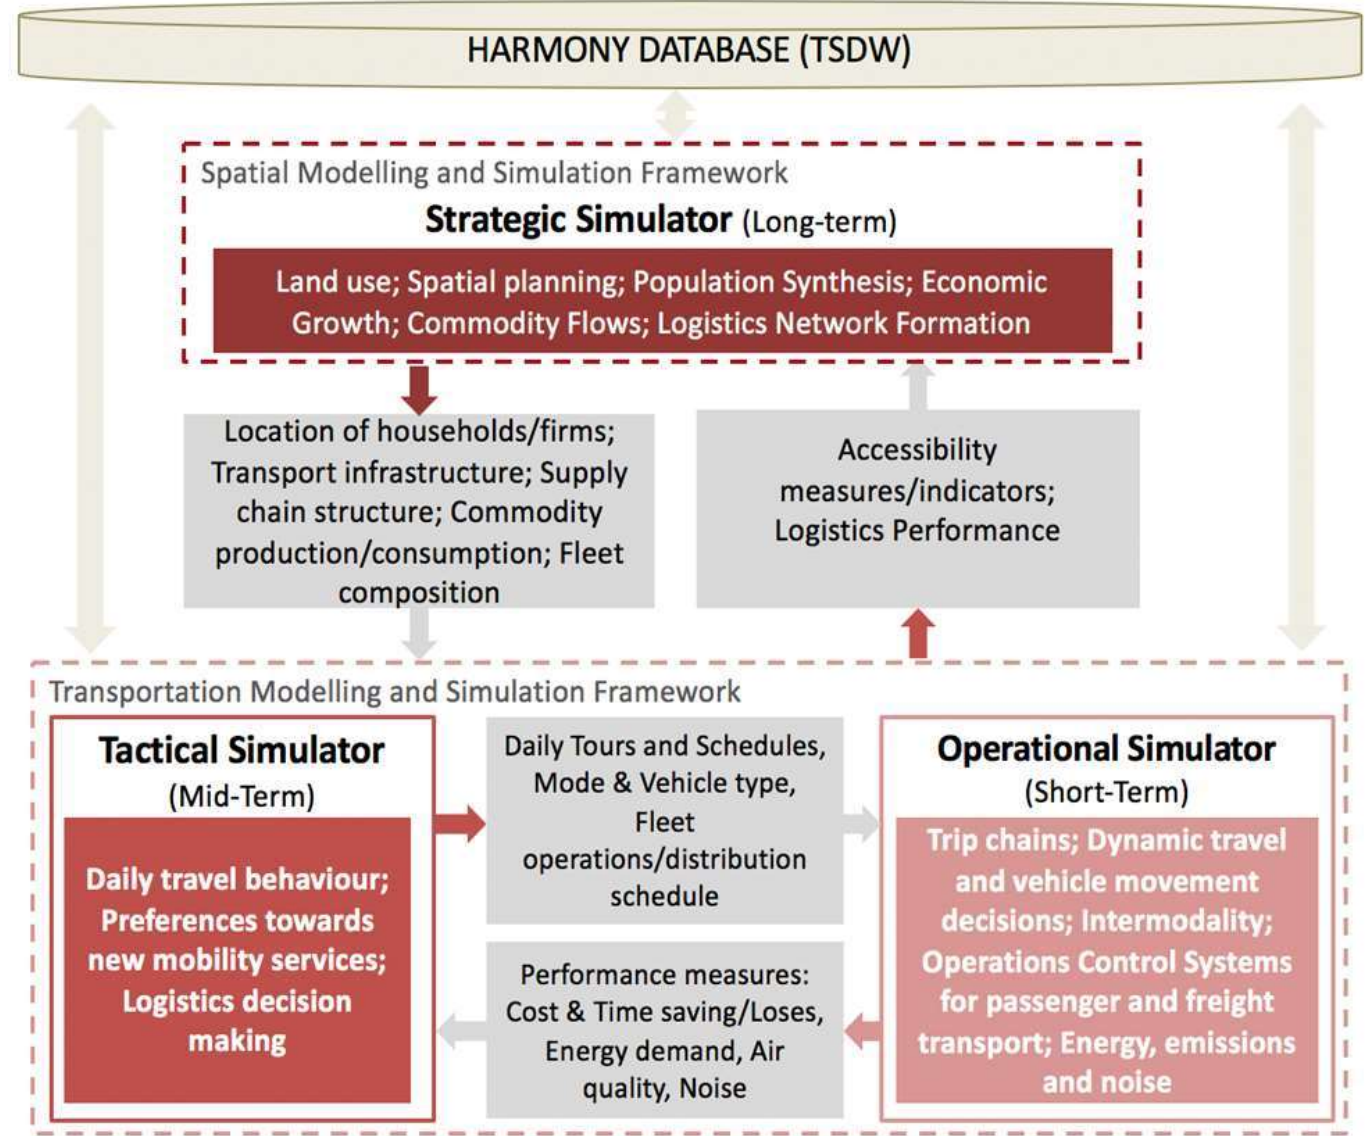 HARMONY DATABASE (TSDW)
Spatial Modelling and Simulation Framework
Strategic Simulator (Long-term)
Land use; Spatial planning; Population Synthesis; Economic
Growth; Commodity Flows; Logistics Network Formation
Location of households/firms;
Transport infrastructure; Supply
chain structure; Commodity
production/consumption; Fleet
composition
Accessibility
measures/indicators;
Logistics Performance
Transportation Modelling and Simulation Framework
Tactical Simulator
(Mid-Term)
Daily travel behaviour;
Preferences towards
new mobility services;
Logistics decision
making
Daily Tours and Schedules,
Mode & Vehicle type,
Fleet
operations/distribution
schedule
Performance measures:
Cost & Time saving/Loses,
Energy demand, Air
quality, Noise
Operational Simulator
(Short-Term)
Trip chains; Dynamic travel
and vehicle movement
decisions; Intermodality;
Operations Control Systems
for passenger and freight
transport; Energy, emissions
and noise